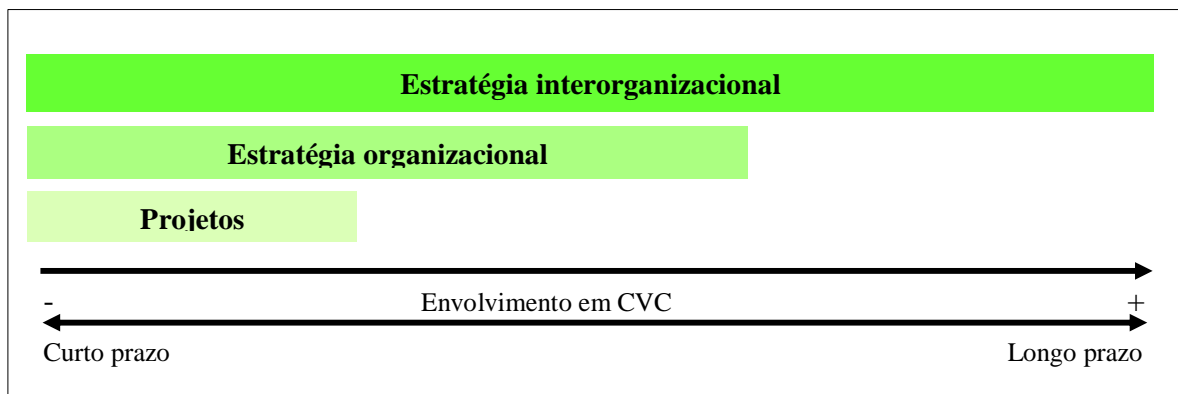 Estratégia interorganizacional
Estratégia organizacional
Projetos
- Envolvimento em CVC +
Curto prazo Longo prazo